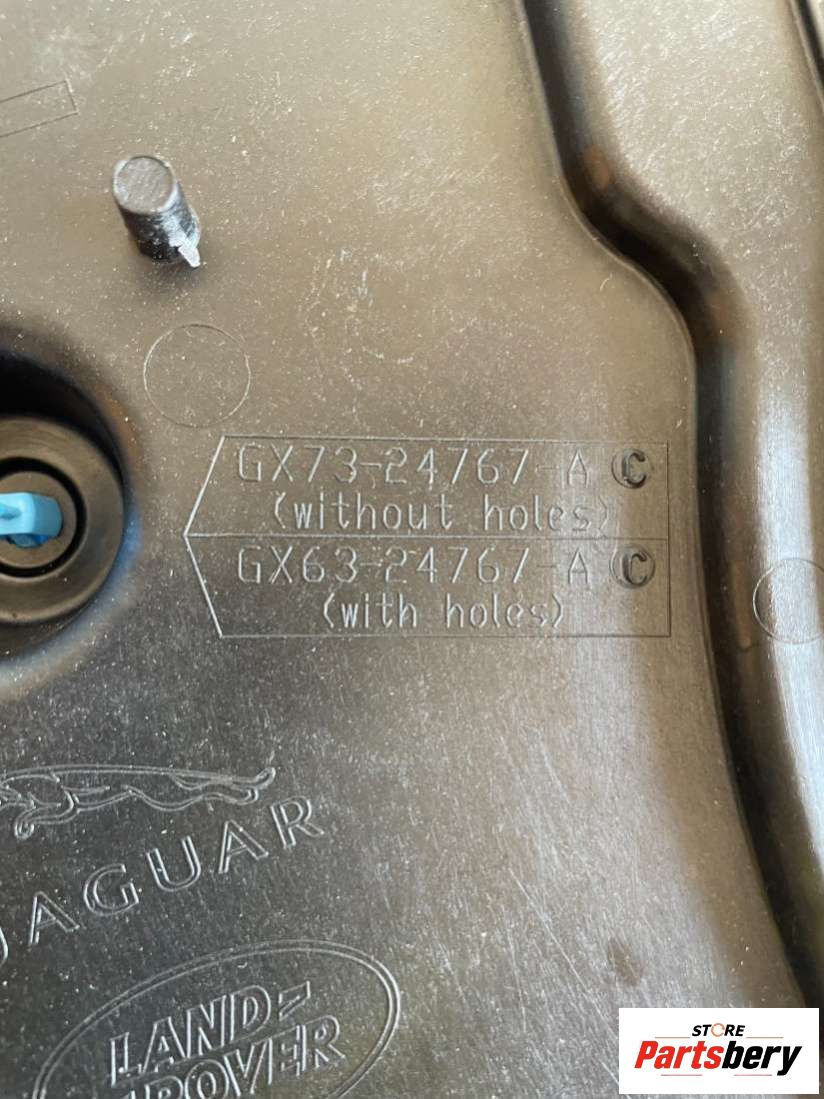 GX73-24767-A C
(without holes)
GX63-24767-A C
(with holes)
JAGUAR
LAND-
ROVER
STORE
Partsbery